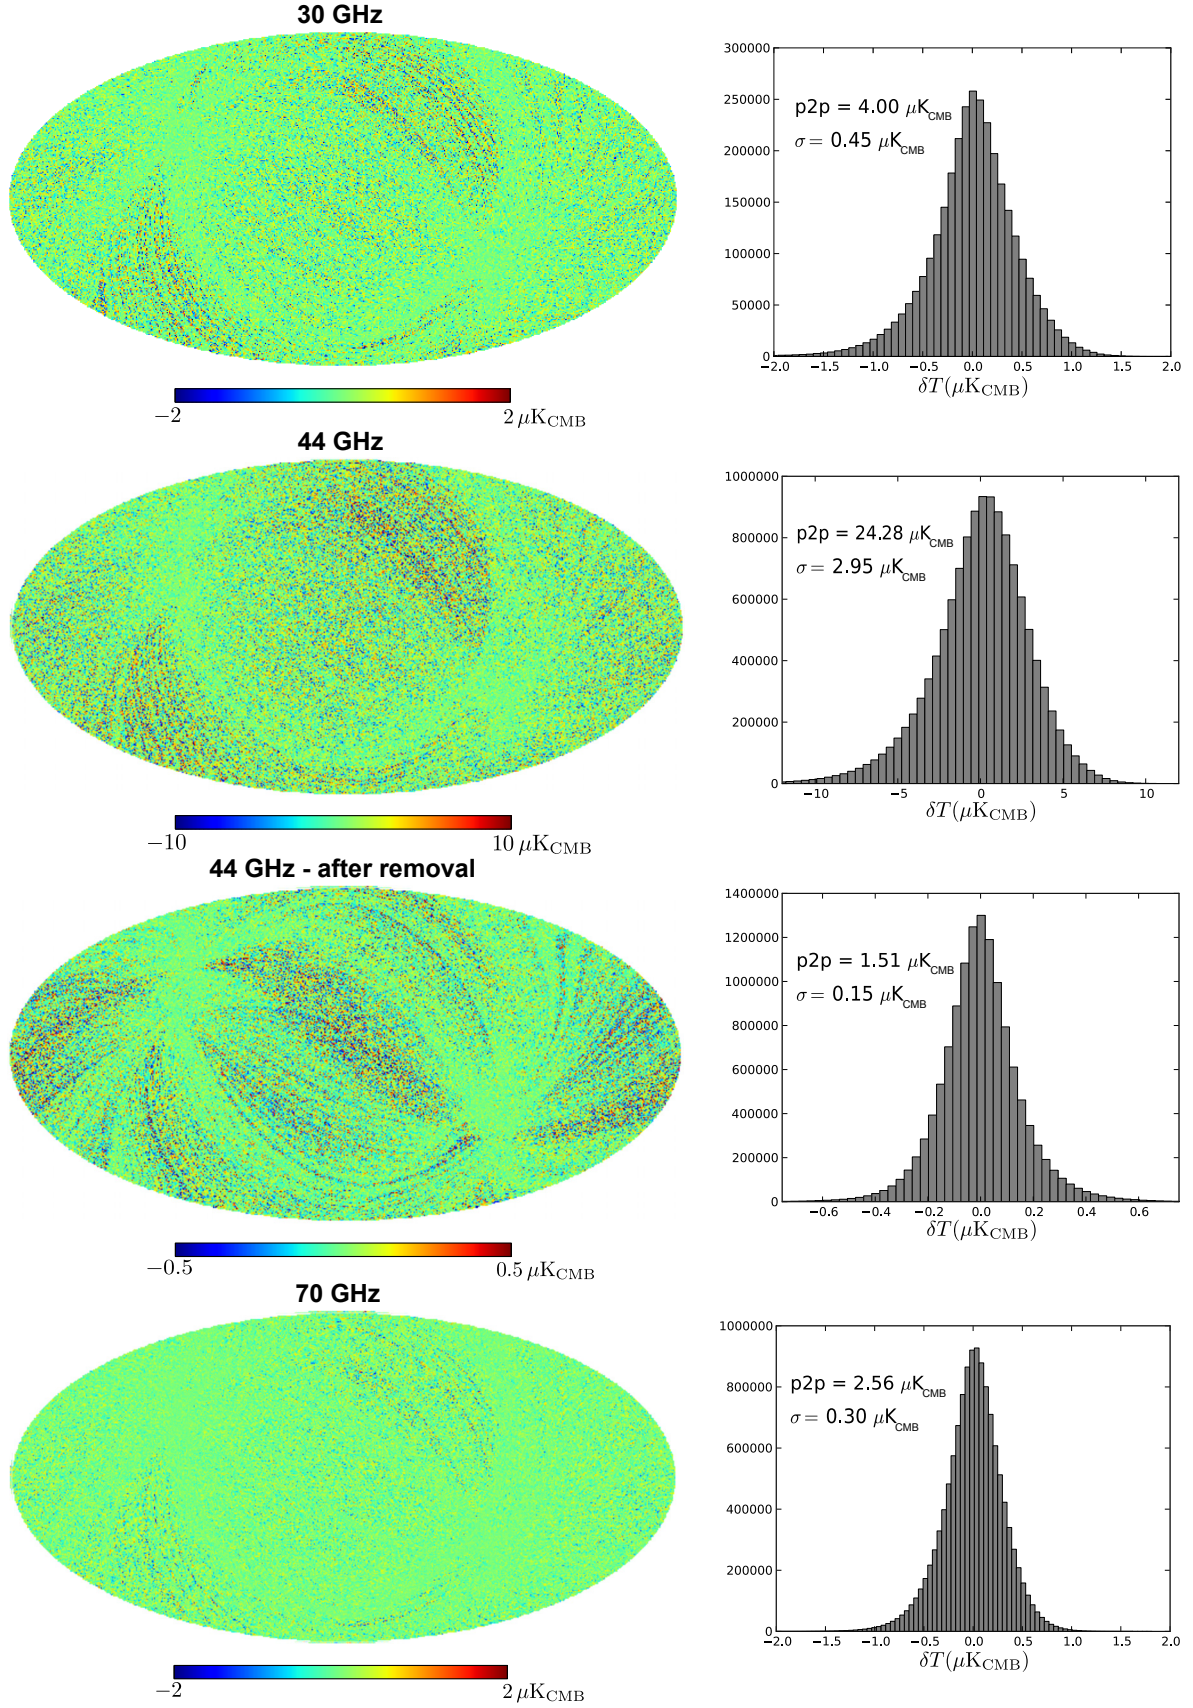 30 GHz
300000
250000
200000
150000
100000
50000
0
p2p = 4.00 μK_CMB
σ = 0.45 μK_CMB
−2.0 −1.5 −1.0 −0.5 0.0 0.5 1.0 1.5 2.0
δT(μK_CMB)
−2 2 μK_CMB
44 GHz
1000000
800000
600000
400000
200000
0
p2p = 24.28 μK_CMB
σ = 2.95 μK_CMB
−10 −5 0 5 10
δT(μK_CMB)
−10 10 μK_CMB
44 GHz - after removal
1400000
1200000
1000000
800000
600000
400000
200000
0
p2p = 1.51 μK_CMB
σ = 0.15 μK_CMB
−0.6 −0.4 −0.2 0.0 0.2 0.4 0.6
δT(μK_CMB)
−0.5 0.5 μK_CMB
70 GHz
1000000
800000
600000
400000
200000
0
p2p = 2.56 μK_CMB
σ = 0.30 μK_CMB
−2.0 −1.5 −1.0 −0.5 0.0 0.5 1.0 1.5 2.0
δT(μK_CMB)
−2 2 μK_CMB